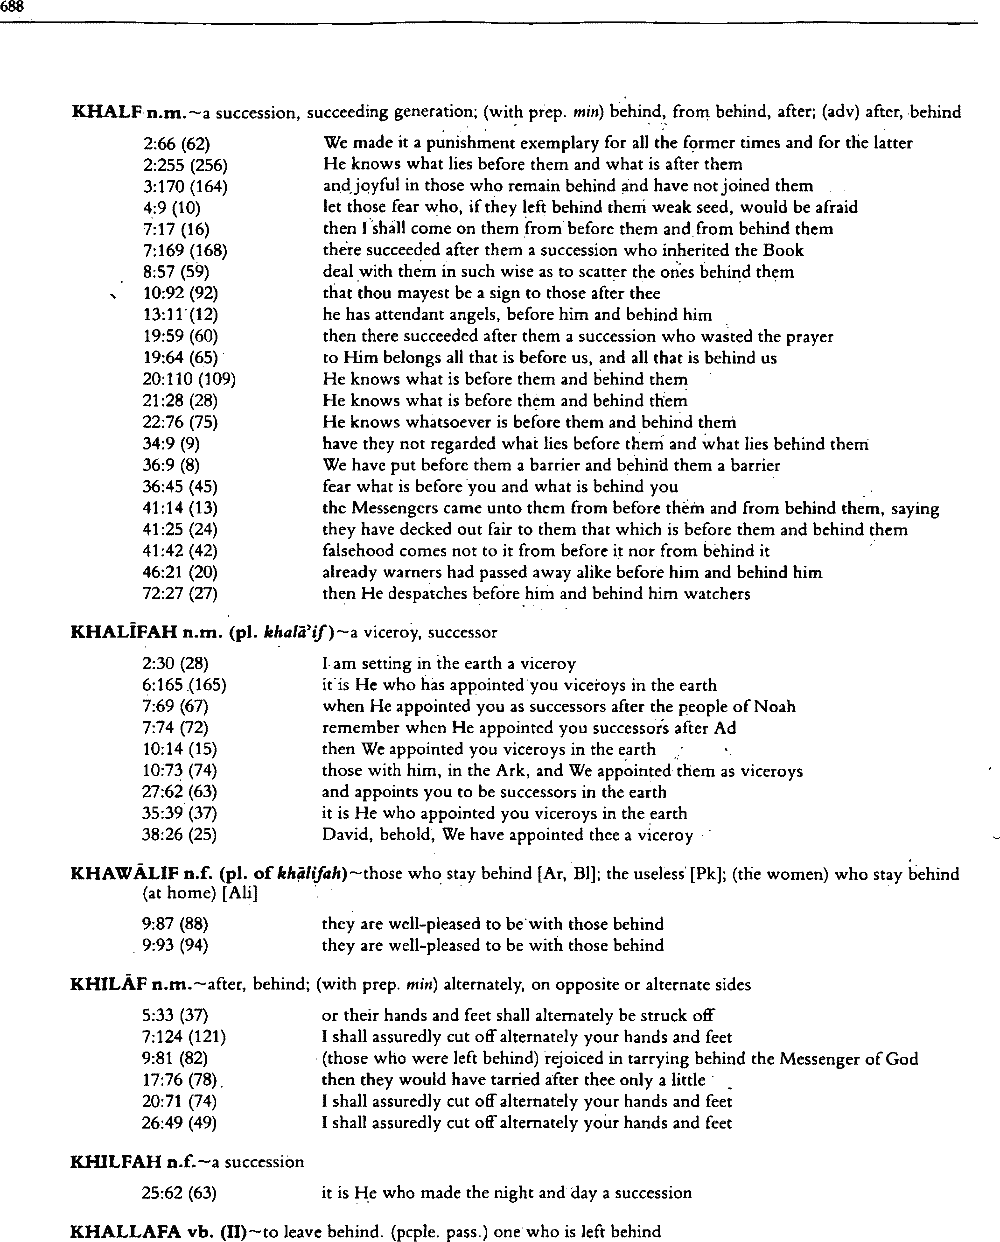 688
KHALF n.m.~a succession, succeeding generation; (with prep. min) behind, from behind, after; (adv) after, behind
2:66 (62) We made it a punishment exemplary for all the former times and for the latter
2:255 (256) He knows what lies before them and what is after them
3:170 (164) and joyful in those who remain behind and have not joined them
4:9 (10) let those fear who, if they left behind them weak seed, would be afraid
7:17 (16) then I shall come on them from before them and from behind them
7:169 (168) there succeeded after them a succession who inherited the Book
8:57 (59) deal with them in such wise as to scatter the ones behind them
10:92 (92) that thou mayest be a sign to those after thee
13:11 (12) he has attendant angels, before him and behind him
19:59 (60) then there succeeded after them a succession who wasted the prayer
19:64 (65) to Him belongs all that is before us, and all that is behind us
20:110 (109) He knows what is before them and behind them
21:28 (28) He knows what is before them and behind them
22:76 (75) He knows whatsoever is before them and behind them
34:9 (9) have they not regarded what lies before them and what lies behind them
36:9 (8) We have put before them a barrier and behind them a barrier
36:45 (45) fear what is before you and what is behind you
41:14 (13) the Messengers came unto them from before them and from behind them, saying
41:25 (24) they have decked out fair to them that which is before them and behind them
41:42 (42) falsehood comes not to it from before it nor from behind it
46:21 (20) already warners had passed away alike before him and behind him
72:27 (27) then He despatches before him and behind him watchers
KHALĪFAH n.m. (pl. khalā'if)~a viceroy, successor
2:30 (28) I am setting in the earth a viceroy
6:165 (165) it is He who has appointed you viceroys in the earth
7:69 (67) when He appointed you as successors after the people of Noah
7:74 (72) remember when He appointed you successors after Ad
10:14 (15) then We appointed you viceroys in the earth
10:73 (74) those with him, in the Ark, and We appointed them as viceroys
27:62 (63) and appoints you to be successors in the earth
35:39 (37) it is He who appointed you viceroys in the earth
38:26 (25) David, behold, We have appointed thee a viceroy
KHAWĀLIF n.f. (pl. of khālifah)~those who stay behind [Ar, Bl]; the useless [Pk]; (the women) who stay behind
(at home) [Ali]
9:87 (88) they are well-pleased to be with those behind
9:93 (94) they are well-pleased to be with those behind
KHILĀF n.m.~after, behind; (with prep. min) alternately, on opposite or alternate sides
5:33 (37) or their hands and feet shall alternately be struck off
7:124 (121) I shall assuredly cut off alternately your hands and feet
9:81 (82) (those who were left behind) rejoiced in tarrying behind the Messenger of God
17:76 (78) then they would have tarried after thee only a little
20:71 (74) I shall assuredly cut off alternately your hands and feet
26:49 (49) I shall assuredly cut off alternately your hands and feet
KHILFAH n.f.~a succession
25:62 (63) it is He who made the night and day a succession
KHALLAFA vb. (II)~to leave behind. (pcple. pass.) one who is left behind